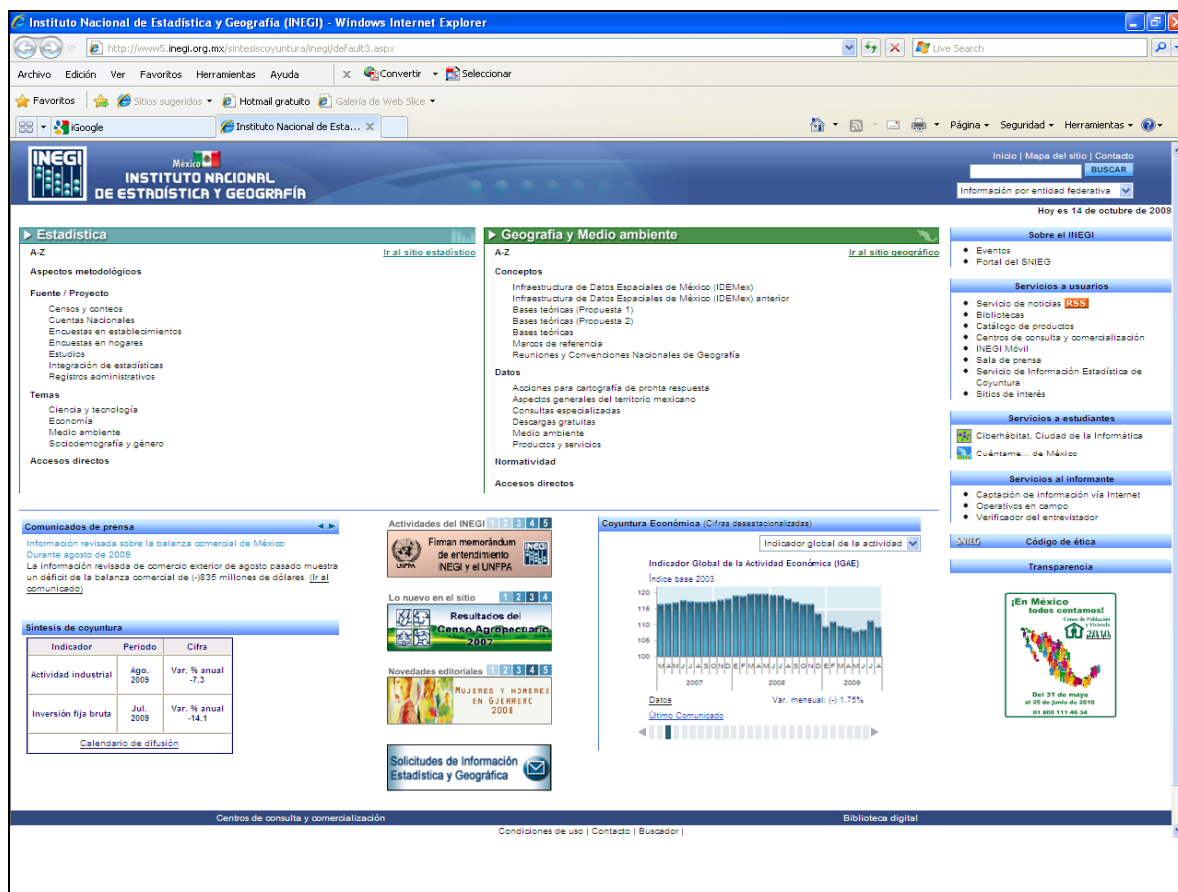 Instituto Nacional de Estadística y Geografía (INEGI) - Windows Internet Explorer
http://www5.inegi.org.mx/sintesiscoyuntura/inegi/default3.aspx
Live Search
Archivo Edición Ver Favoritos Herramientas Ayuda
X Convertir Seleccionar
Favoritos Sitios sugeridos Hotmail gratuito Galería de Web Slice
iGoogle
Instituto Nacional de Esta... X
Página Seguridad Herramientas
INEGI
México
INSTITUTO NACIONAL
DE ESTADÍSTICA Y GEOGRAFÍA
Inicio | Mapa del sitio | Contacto
BUSCAR
Información por entidad federativa
Hoy es 14 de octubre de 2009
Estadística
A-Z
Ir al sitio estadístico
Aspectos metodológicos
Fuente / Proyecto
Censos y conteos
Cuentas Nacionales
Encuestas en establecimientos
Encuestas en hogares
Estudios
Integración de estadísticas
Registros administrativos
Temas
Ciencia y tecnología
Economía
Medio ambiente
Sociodemografía y género
Accesos directos
Geografía y Medio ambiente
A-Z
Ir al sitio geográfico
Conceptos
Infraestructura de Datos Espaciales de México (IDEMex)
Infraestructura de Datos Espaciales de México (IDEMex) anterior
Bases teóricas (Propuesta 1)
Bases teóricas (Propuesta 2)
Bases teóricas
Marcos de referencia
Reuniones y Convenciones Nacionales de Geografía
Datos
Acciones para cartografía de pronta respuesta
Aspectos generales del territorio mexicano
Consultas especializadas
Descargas gratuitas
Medio ambiente
Productos y servicios
Normatividad
Accesos directos
Sobre el INEGI
Eventos
Portal del SNIEG
Servicios a usuarios
Servicio de noticias RSS
Bibliotecas
Catálogo de productos
Centros de consulta y comercialización
INEGI Móvil
Sala de prensa
Servicio de Información Estadística de
Coyuntura
Sitios de interés
Servicios a estudiantes
Ciberhábitat, Ciudad de la Informática
Cuéntame... de México
Servicios al informante
Captación de información vía Internet
Operativos en campo
Verificador del entrevistador
SNIEG Código de ética
Transparencia
¡En México
todos contamos!
Censo de Población
y Vivienda
2010
Del 31 de mayo
al 25 de junio de 2010
01 800 111 46 34
Comunicados de prensa
Información revisada sobre la balanza comercial de México
Durante agosto de 2009
La información revisada de comercio exterior de agosto pasado muestra
un déficit de la balanza comercial de (-)835 millones de dólares. (Ir al
comunicado)
Síntesis de coyuntura
Indicador Periodo Cifra
Actividad industrial Ago. 2009 Var. % anual -7.3
Inversión fija bruta Jul. 2009 Var. % anual -14.1
Calendario de difusión
Actividades del INEGI 1 2 3 4 5
UNFPA
Firman memorándum
de entendimiento
INEGI y el UNFPA
INEGI
Lo nuevo en el sitio 1 2 3 4
Resultados del
Censo Agropecuario
2007
Novedades editoriales 1 2 3 4 5
MUJERES Y HOMBRES
EN GUERRERO
2008
Solicitudes de Información
Estadística y Geográfica
Coyuntura Económica (Cifras desestacionalizadas)
Indicador global de la actividad
Indicador Global de la Actividad Económica (IGAE)
Índice base 2003
120
115
110
105
100
M A M J J A S O N D E F M A M J J A S O N D E F M A M J J A
2007 2008 2009
Datos Var. mensual: (-) 1.75%
Último Comunicado
Centros de consulta y comercialización Biblioteca digital
Condiciones de uso | Contacto | Buscador |